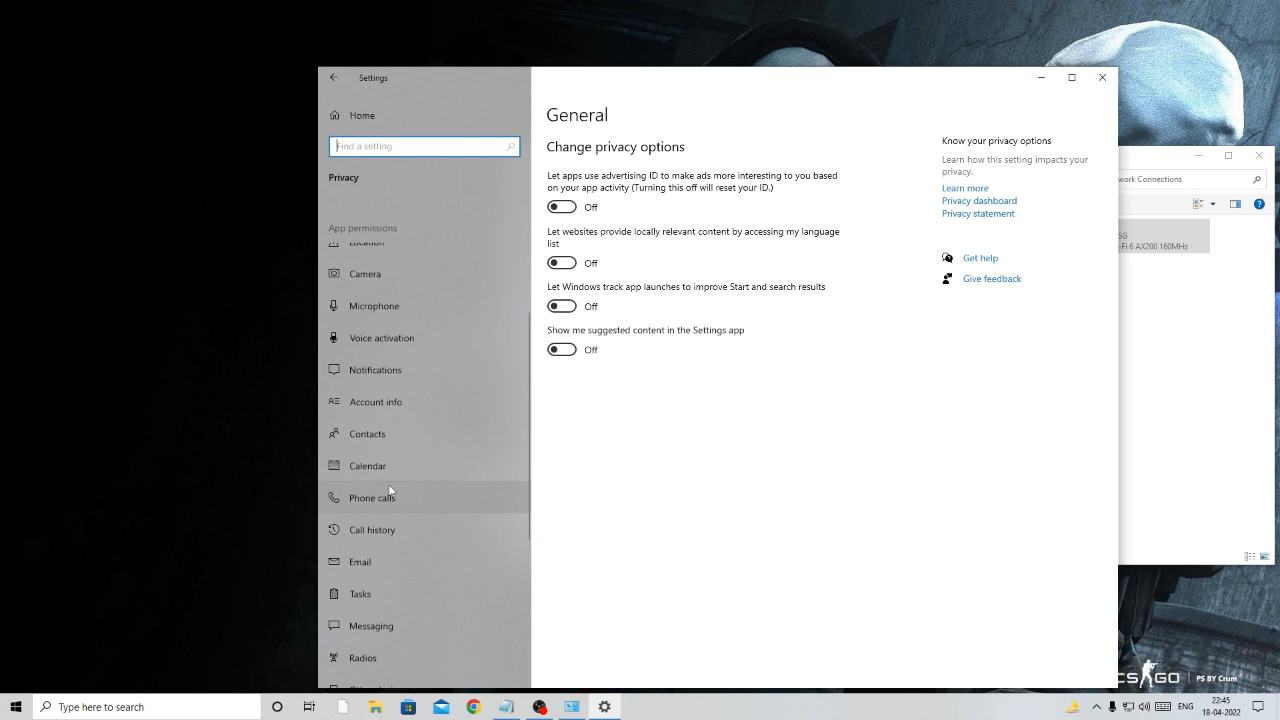 Settings
Home
Find a setting
Privacy
App permissions
Location
Camera
Microphone
Voice activation
Notifications
Account info
Contacts
Calendar
Phone calls
Call history
Email
Tasks
Messaging
Radios
General
Change privacy options
Let apps use advertising ID to make ads more interesting to you based
on your app activity (Turning this off will reset your ID.)
Off
Let websites provide locally relevant content by accessing my language
list
Off
Let Windows track app launches to improve Start and search results
Off
Show me suggested content in the Settings app
Off
Know your privacy options
Learn how this setting impacts your
privacy.
Learn more
Privacy dashboard
Privacy statement
Get help
Give feedback
work Connections
5G
-Fi 6 AX200 160MHz
CS GO
PS BY Crum
Type here to search
ENG
22:45
18-04-2022